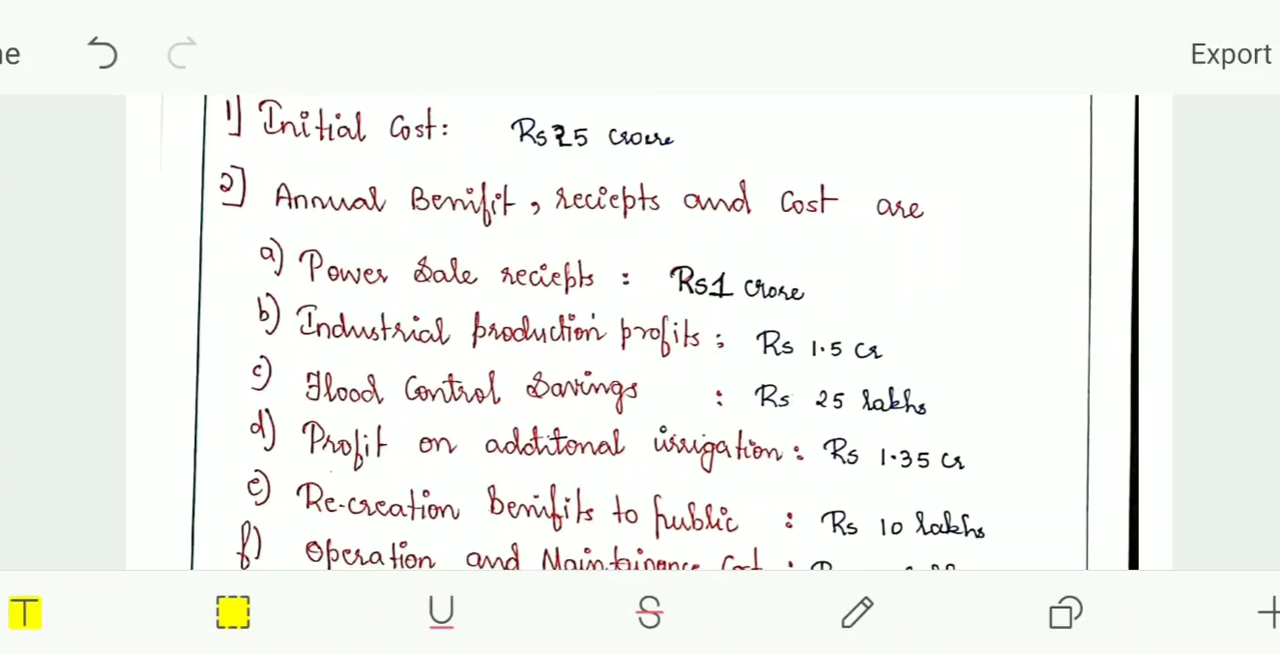 e
Export
1] Initial Cost: Rs 25 crore
2] Annual Benifit, reciepts and Cost are
a) Power Sale reciepts : Rs 1 crore
b) Industrial production profits : Rs 1.5 cr
c) Flood Control Savings : Rs 25 lakhs
d) Profit on additonal irrigation : Rs 1.35 cr
e) Re-creation benifits to public : Rs 10 lakhs
f) Operation and Maintainance Cost :
T
U
S